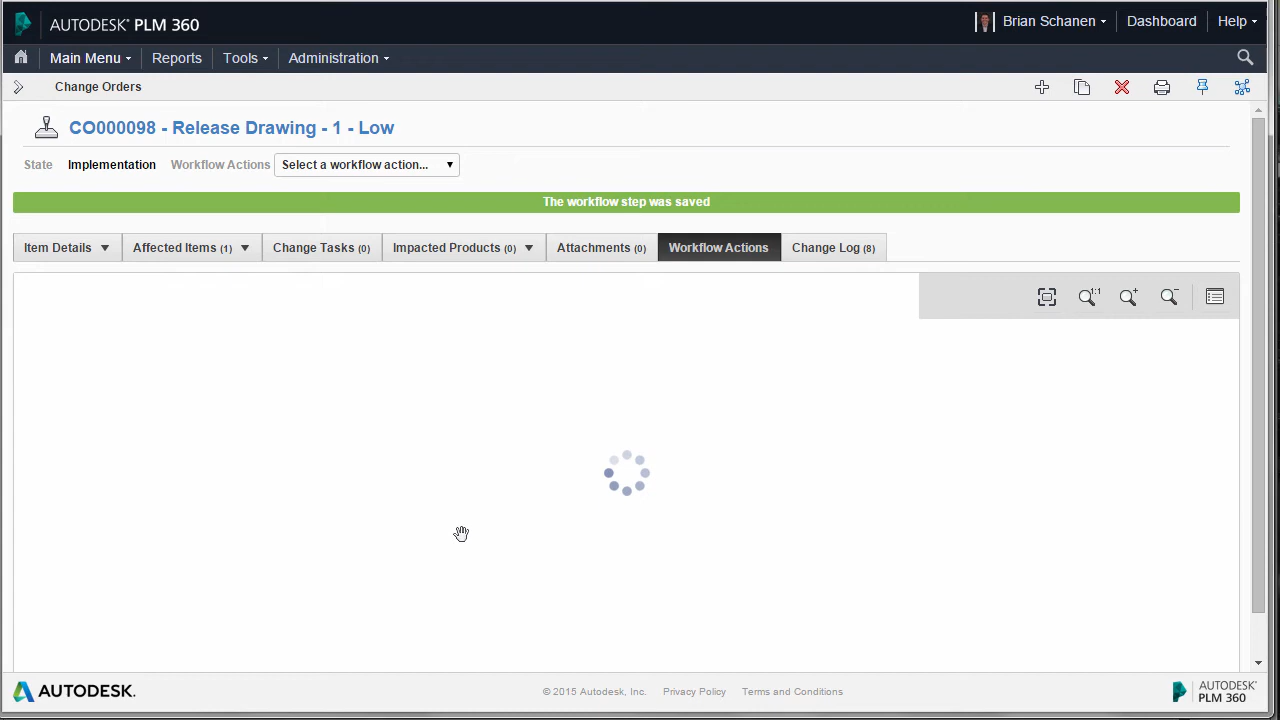 AUTODESK® PLM 360 Brian Schanen Dashboard Help
Main Menu Reports Tools Administration
Change Orders
CO000098 - Release Drawing - 1 - Low
State Implementation Workflow Actions Select a workflow action...
The workflow step was saved
Item Details Affected Items (1) Change Tasks (0) Impacted Products (0) Attachments (0) Workflow Actions Change Log (8)
1:1
AUTODESK. © 2015 Autodesk, Inc. Privacy Policy Terms and Conditions AUTODESK®
PLM 360